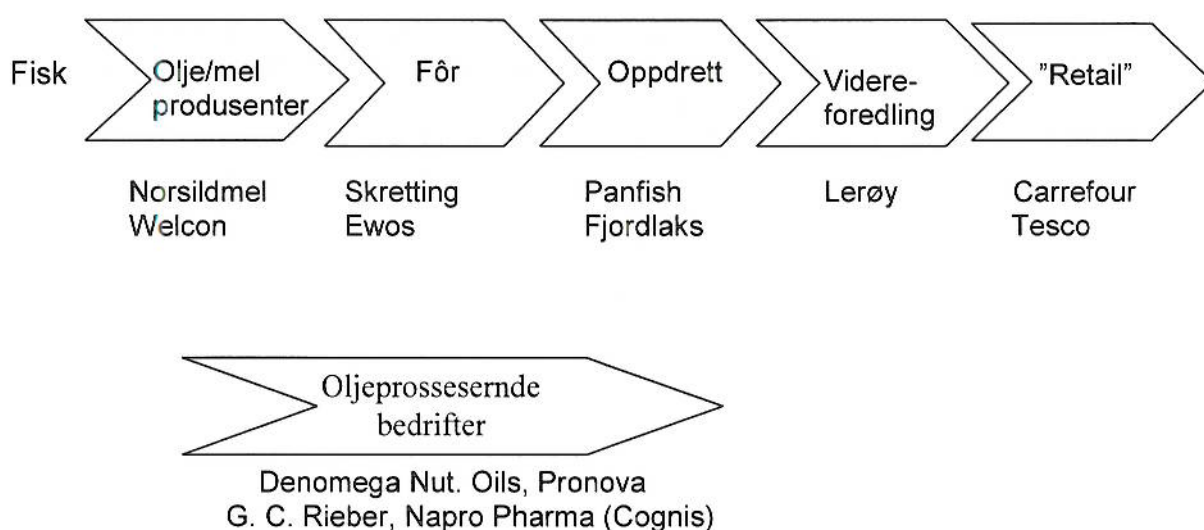 Fisk
Olje/mel
produsenter
Fôr
Oppdrett
Videre-
foredling
”Retail”
Norsildmel
Welcon
Skretting
Ewos
Panfish
Fjordlaks
Lerøy
Carrefour
Tesco
Oljeprossesernde
bedrifter
Denomega Nut. Oils, Pronova
G. C. Rieber, Napro Pharma (Cognis)